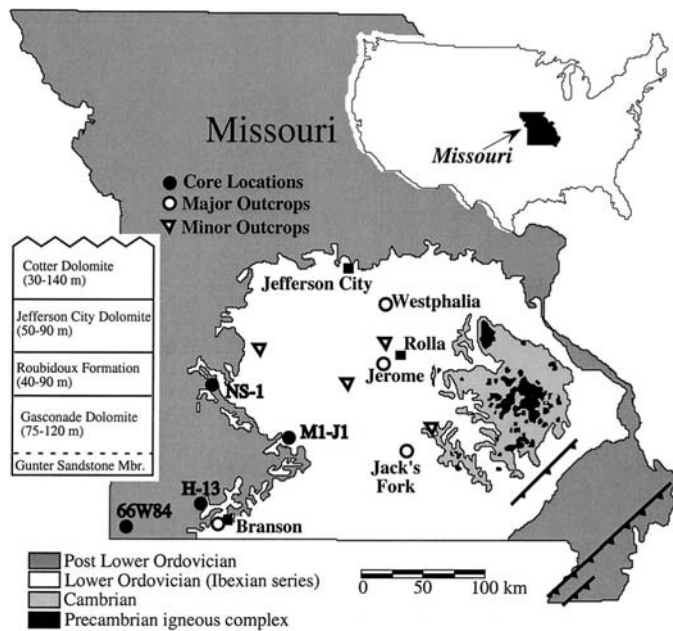 Missouri
Missouri
Core Locations
Major Outcrops
Minor Outcrops
Cotter Dolomite
(30-140 m)
Jefferson City Dolomite
(50-90 m)
Roubidoux Formation
(40-90 m)
Gasconade Dolomite
(75-120 m)
Gunter Sandstone Mbr.
Jefferson City
Westphalia
Rolla
Jerome
NS-1
M1-J1
Jack's
Fork
H-13
66W84
Branson
Post Lower Ordovician
Lower Ordovician (Ibexian series)
Cambrian
Precambrian igneous complex
0 50 100 km